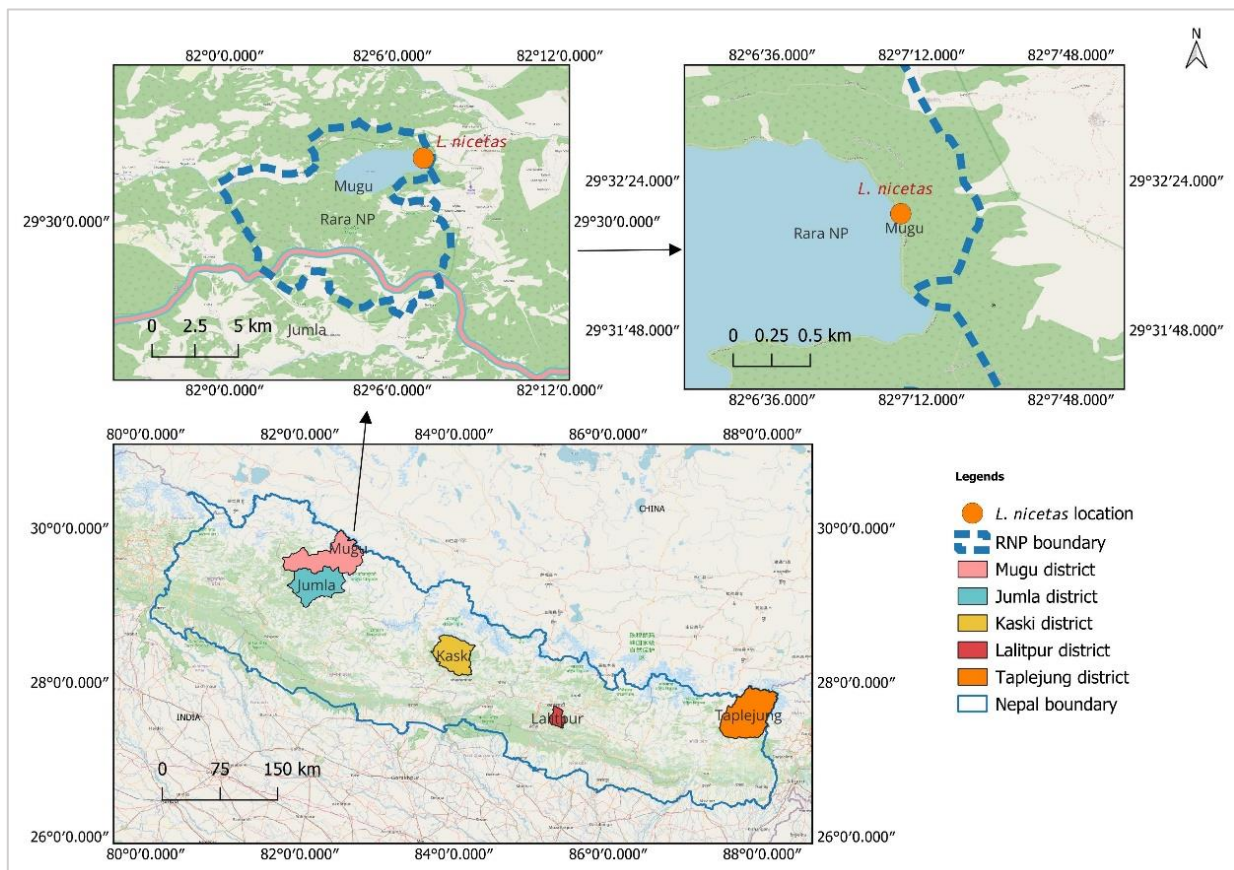 N
82°0′0.000″ 82°6′0.000″ 82°12′0.000″
L. nicetas
Mugu
Rara NP
29°30′0.000″
29°30′0.000″
Jumla
0 2.5 5 km
82°0′0.000″ 82°6′0.000″ 82°12′0.000″
82°6′36.000″ 82°7′12.000″ 82°7′48.000″
29°32′24.000″
29°32′24.000″
L. nicetas
Mugu
Rara NP
29°31′48.000″
29°31′48.000″
0 0.25 0.5 km
82°6′36.000″ 82°7′12.000″ 82°7′48.000″
80°0′0.000″ 82°0′0.000″ 84°0′0.000″ 86°0′0.000″ 88°0′0.000″
CHINA
30°0′0.000″
30°0′0.000″
Mugu
Jumla
Kaski
28°0′0.000″
28°0′0.000″
INDIA
Lalitpur
Taplejung
0 75 150 km
26°0′0.000″
26°0′0.000″
80°0′0.000″ 82°0′0.000″ 84°0′0.000″ 86°0′0.000″ 88°0′0.000″
Legends
L. nicetas location
RNP boundary
Mugu district
Jumla district
Kaski district
Lalitpur district
Taplejung district
Nepal boundary